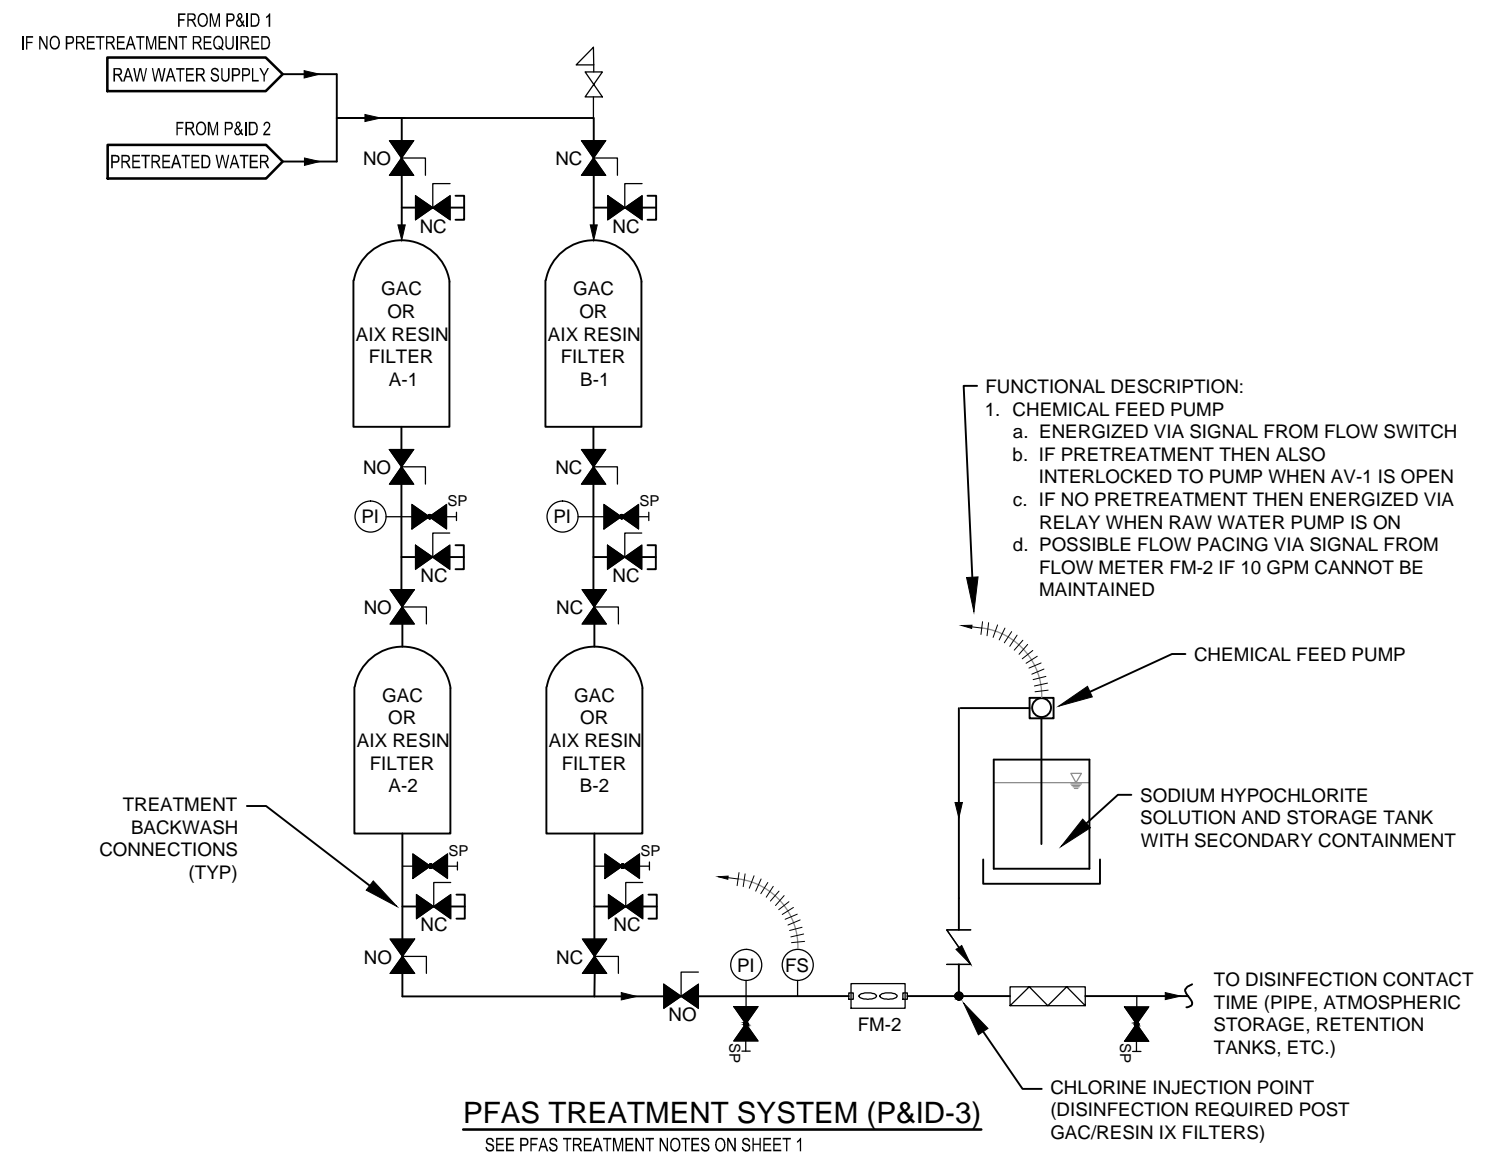 FROM P&ID 1
IF NO PRETREATMENT REQUIRED
RAW WATER SUPPLY
FROM P&ID 2
PRETREATED WATER
NO
NC
NC
NC
GAC
OR
AIX RESIN
FILTER
A-1
GAC
OR
AIX RESIN
FILTER
B-1
NO
NC
PI
SP
PI
SP
NC
NC
NO
NC
GAC
OR
AIX RESIN
FILTER
A-2
GAC
OR
AIX RESIN
FILTER
B-2
TREATMENT
BACKWASH
CONNECTIONS
(TYP)
SP
SP
NC
NC
NO
NC
NO
PI
SP
FS
FM-2
FUNCTIONAL DESCRIPTION:
1. CHEMICAL FEED PUMP
a. ENERGIZED VIA SIGNAL FROM FLOW SWITCH
b. IF PRETREATMENT THEN ALSO
INTERLOCKED TO PUMP WHEN AV-1 IS OPEN
c. IF NO PRETREATMENT THEN ENERGIZED VIA
RELAY WHEN RAW WATER PUMP IS ON
d. POSSIBLE FLOW PACING VIA SIGNAL FROM
FLOW METER FM-2 IF 10 GPM CANNOT BE
MAINTAINED
CHEMICAL FEED PUMP
SODIUM HYPOCHLORITE
SOLUTION AND STORAGE TANK
WITH SECONDARY CONTAINMENT
TO DISINFECTION CONTACT
TIME (PIPE, ATMOSPHERIC
STORAGE, RETENTION
TANKS, ETC.)
SP
CHLORINE INJECTION POINT
(DISINFECTION REQUIRED POST
GAC/RESIN IX FILTERS)
PFAS TREATMENT SYSTEM (P&ID-3)
SEE PFAS TREATMENT NOTES ON SHEET 1